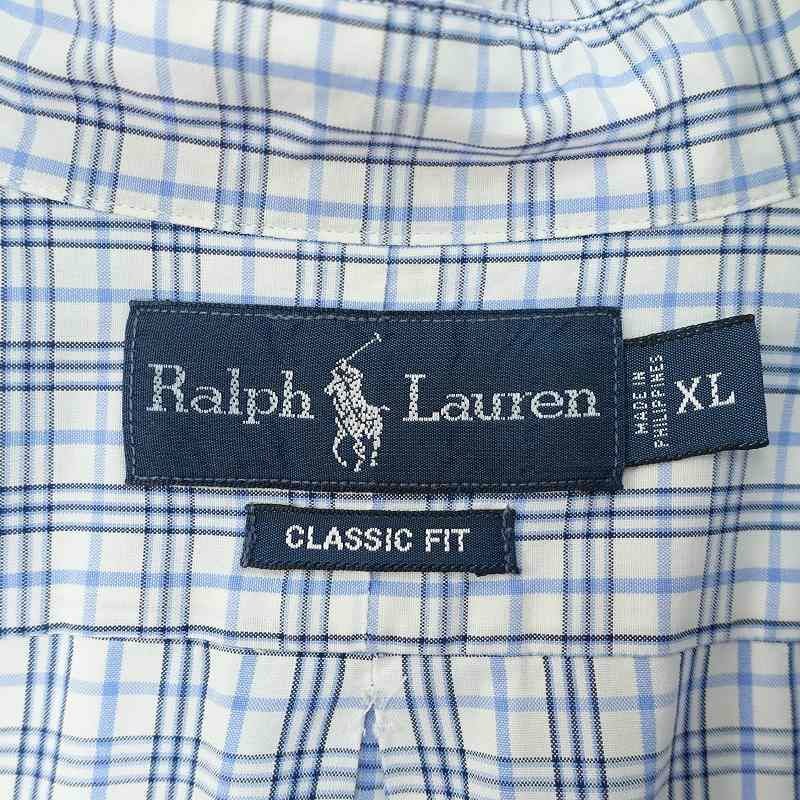 Ralph Lauren
MADE IN
PHILIPPINES
XL
CLASSIC FIT